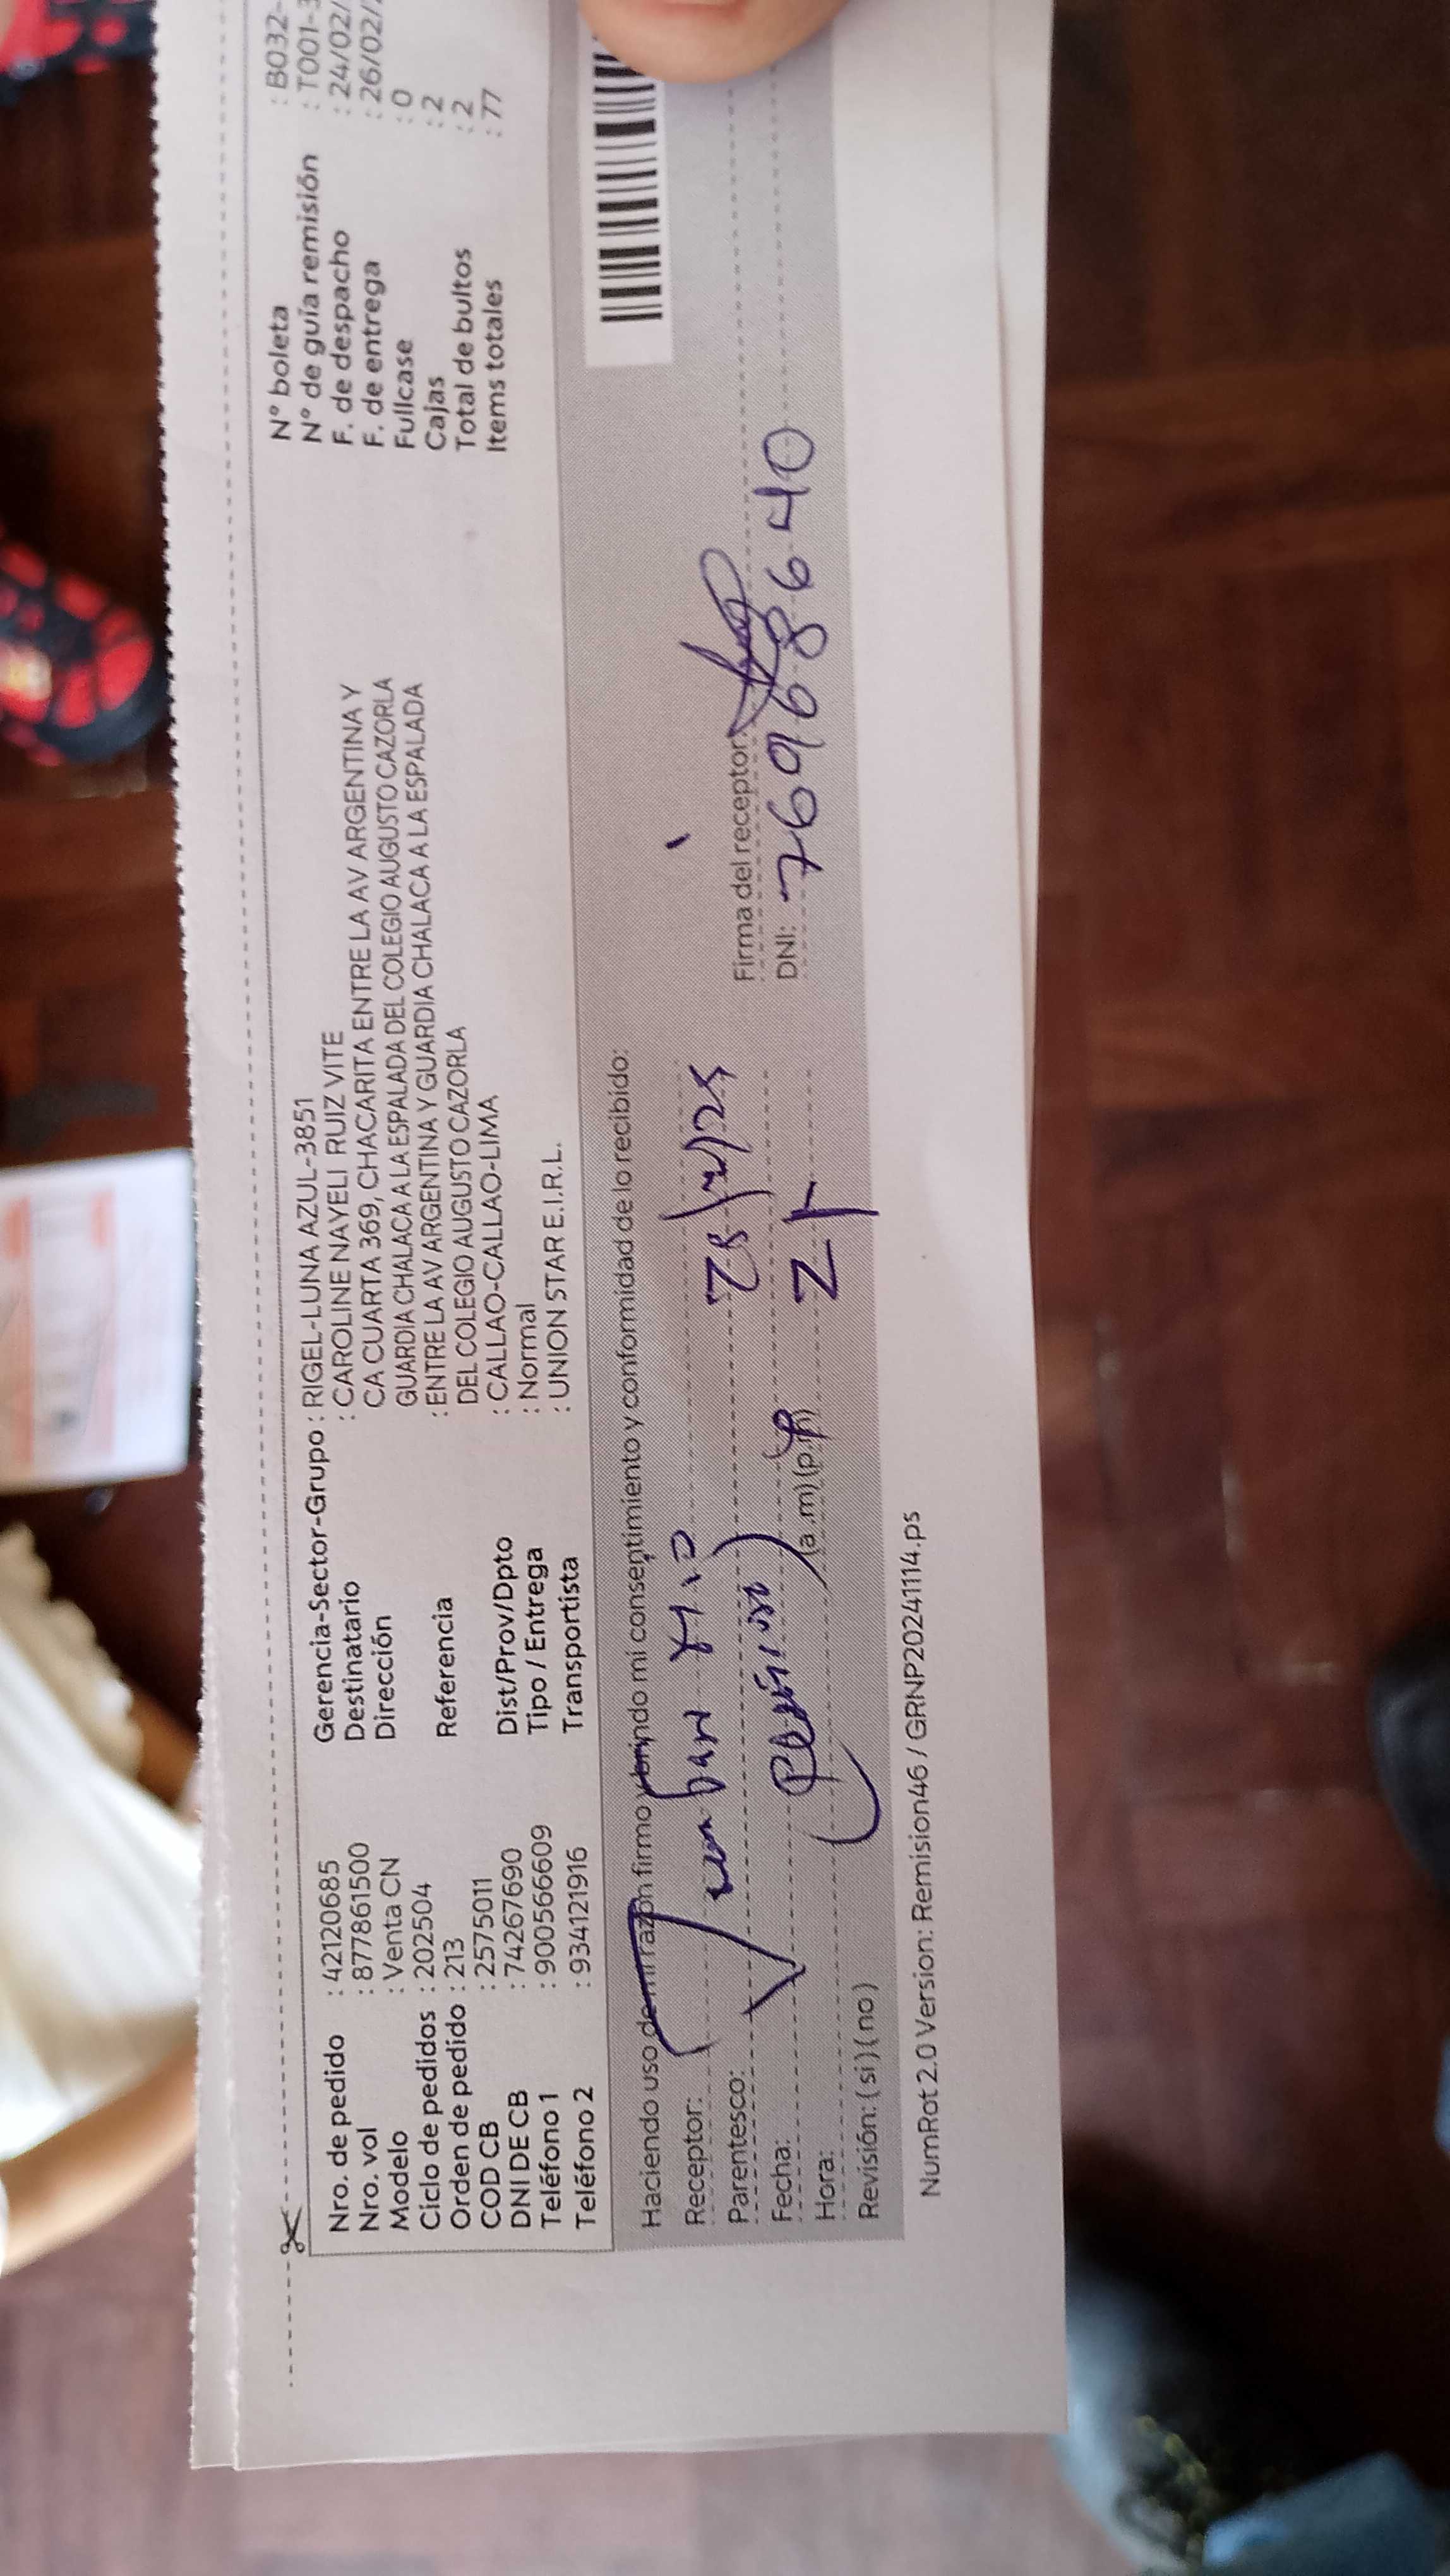 Nro. de pedido : 42120685
Nro. vol : 877861500
Modelo : Venta CN
Ciclo de pedidos : 202504
Orden de pedido : 213
COD CB : 2575011
DNI DE CB : 74267690
Teléfono 1 : 900566609
Teléfono 2 : 934121916
Gerencia-Sector-Grupo : RIGEL-LUNA AZUL-3851
Destinatario : CAROLINE NAYELI RUIZ VITE
Dirección CA CUARTA 369, CHACARITA ENTRE LA AV ARGENTINA Y
GUARDIA CHALACA A LA ESPALADA DEL COLEGIO AUGUSTO CAZORLA
Referencia : ENTRE LA AV ARGENTINA Y GUARDIA CHALACA A LA ESPALADA
DEL COLEGIO AUGUSTO CAZORLA
Dist/Prov/Dpto : CALLAO-CALLAO-LIMA
Tipo / Entrega : Normal
Transportista : UNION STAR E.I.R.L.
N° boleta : B032-
N° de guía remisión : T001-3
F. de despacho : 24/02/
F. de entrega : 26/02/
Fullcase : 0
Cajas : 2
Total de bultos : 2
Items totales : 77
Haciendo uso de mi razón firmo y brindo mi consentimiento y conformidad de lo recibido:
Receptor:
Parentesco:
Fecha:
Hora: (a.m)(p.m)
Revisión: (si)(no)
Firma del receptor:
DNI: 76968640
NumRot 2.0 Version: Remision46 / GRNP20241114.ps